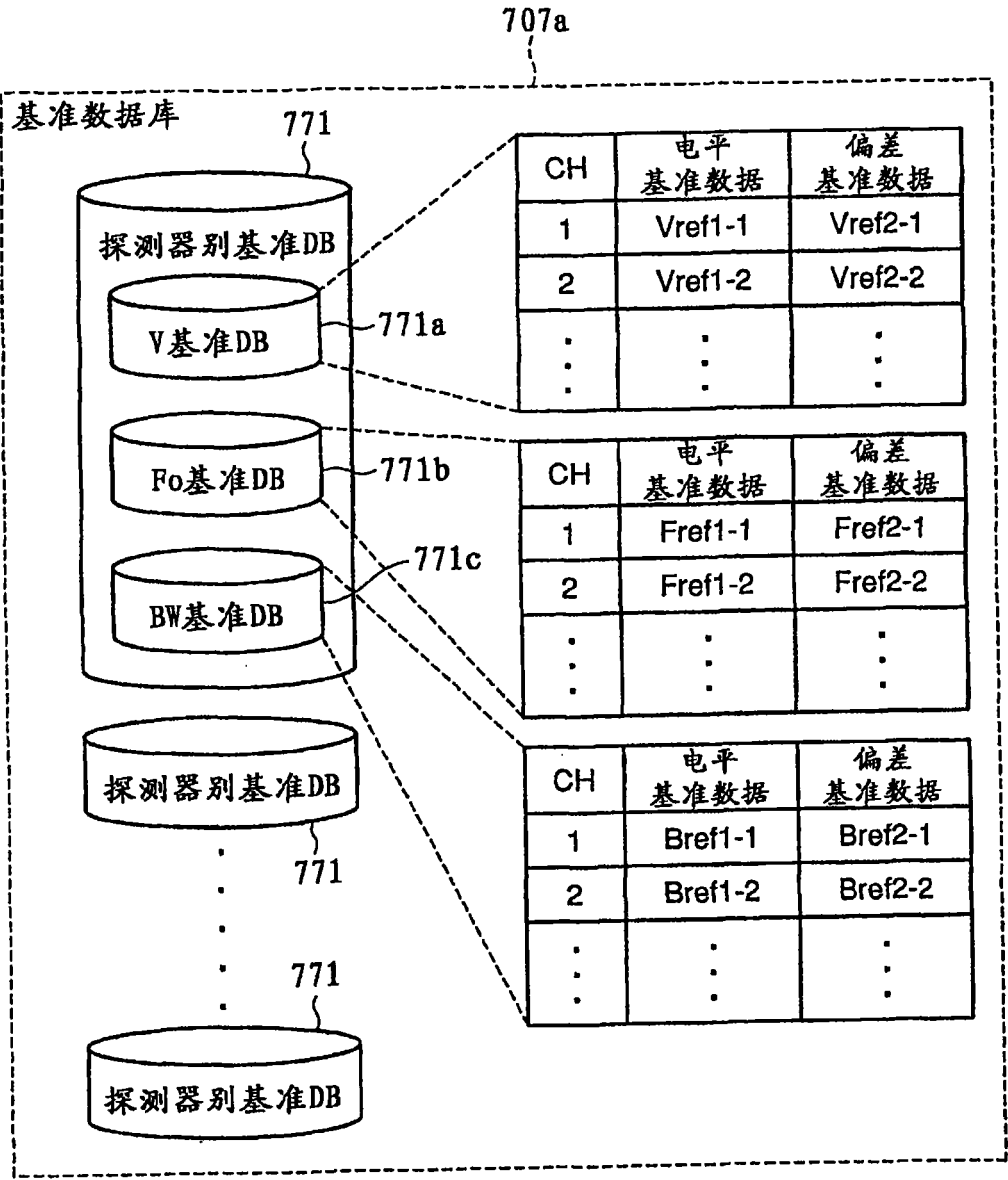 707a
基准数据库
771
探测器别基准DB
V基准DB
771a
Fo基准DB
771b
BW基准DB
771c
探测器别基准DB
771
771
探测器别基准DB
CH 电平基准数据 偏差基准数据
1 Vref1-1 Vref2-1
2 Vref1-2 Vref2-2
CH 电平基准数据 偏差基准数据
1 Fref1-1 Fref2-1
2 Fref1-2 Fref2-2
CH 电平基准数据 偏差基准数据
1 Bref1-1 Bref2-1
2 Bref1-2 Bref2-2